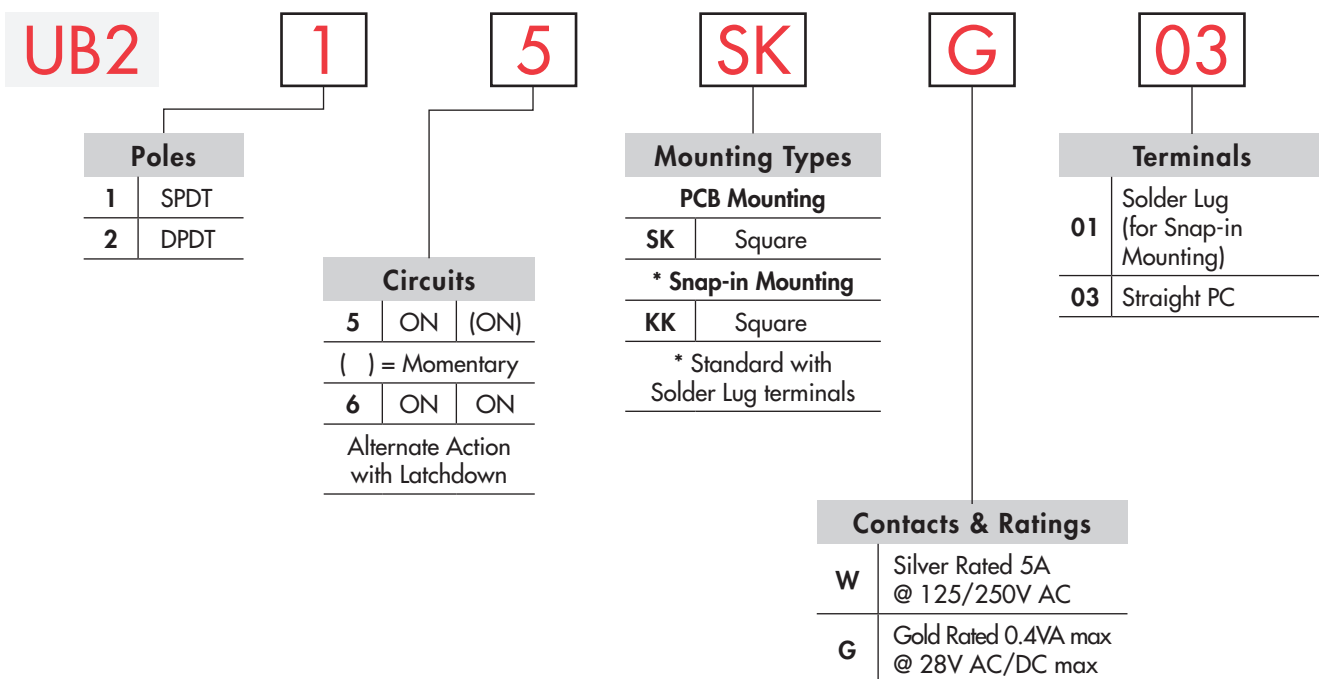 UB2 1 5 SK G 03
Poles
1 SPDT
2 DPDT
Circuits
5 ON (ON)
( ) = Momentary
6 ON ON
Alternate Action
with Latchdown
Mounting Types
PCB Mounting
SK Square
* Snap-in Mounting
KK Square
* Standard with
Solder Lug terminals
Contacts & Ratings
W Silver Rated 5A
@ 125/250V AC
G Gold Rated 0.4VA max
@ 28V AC/DC max
Terminals
01 Solder Lug
(for Snap-in
Mounting)
03 Straight PC